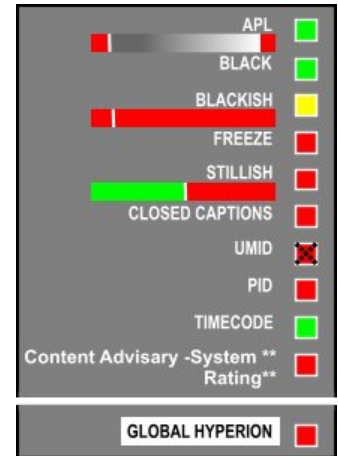 APL
BLACK
BLACKISH
FREEZE
STILLISH
CLOSED CAPTIONS
UMID
PID
TIMECODE
Content Advisary -System **
Rating**
GLOBAL HYPERION